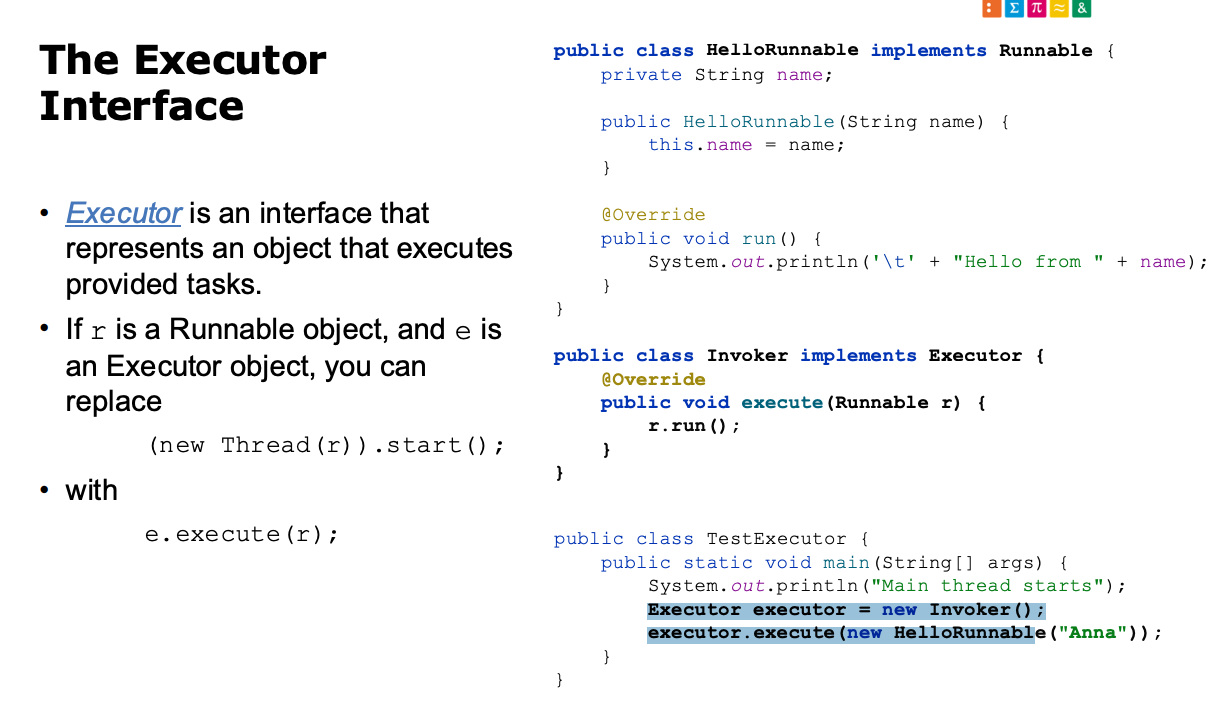 : Σ π ≈ &
The Executor
Interface
• Executor is an interface that
represents an object that executes
provided tasks.
• If r is a Runnable object, and e is
an Executor object, you can
replace
(new Thread(r)).start();
• with
e.execute(r);
public class HelloRunnable implements Runnable {
    private String name;

    public HelloRunnable(String name) {
        this.name = name;
    }

    @Override
    public void run() {
        System.out.println('\t' + "Hello from " + name);
    }
}

public class Invoker implements Executor {
    @Override
    public void execute(Runnable r) {
        r.run();
    }
}

public class TestExecutor {
    public static void main(String[] args) {
        System.out.println("Main thread starts");
        Executor executor = new Invoker();
        executor.execute(new HelloRunnable("Anna"));
    }
}